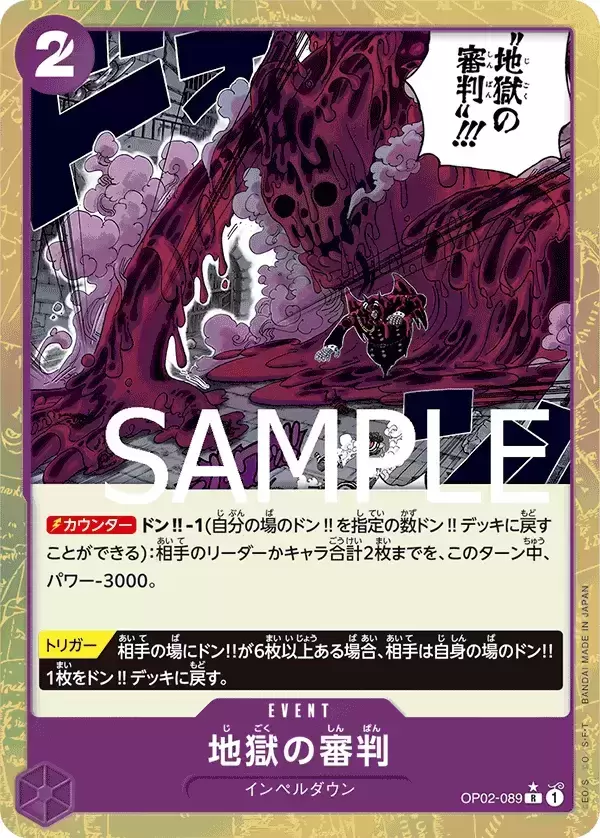 2
"地獄の
審判"!!!
SAMPLE
カウンター ドン!!-1(自分の場のドン!!を指定の数ドン!!デッキに戻す
ことができる):相手のリーダーかキャラ合計2枚までを、このターン中、
パワー-3000。
トリガー 相手の場にドン!!が6枚以上ある場合、相手は自身の場のドン!!
1枚をドン!!デッキに戻す。
EVENT
地獄の審判
インペルダウン
OP02-089 R 1
BANDAI MADE IN JAPAN